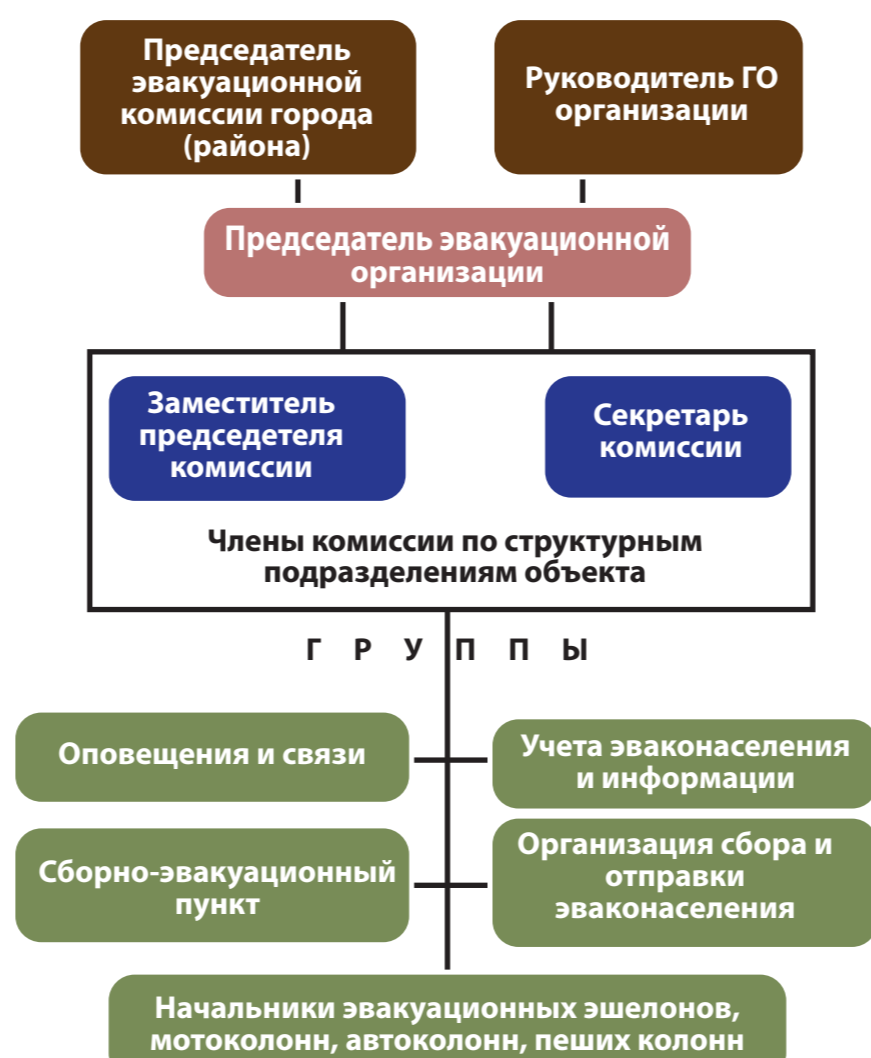 Председатель
эвакуационной
комиссии города
(района)
Руководитель ГО
организации
Председатель эвакуационной
организации
Заместитель
председетеля
комиссии
Секретарь
комиссии
Члены комиссии по структурным
подразделениям объекта
Г Р У П П Ы
Оповещения и связи
Учета эваконаселения
и информации
Сборно-эвакуационный
пункт
Организация сбора и
отправки
эваконаселения
Начальники эвакуационных эшелонов,
мотоколонн, автоколонн, пеших колонн